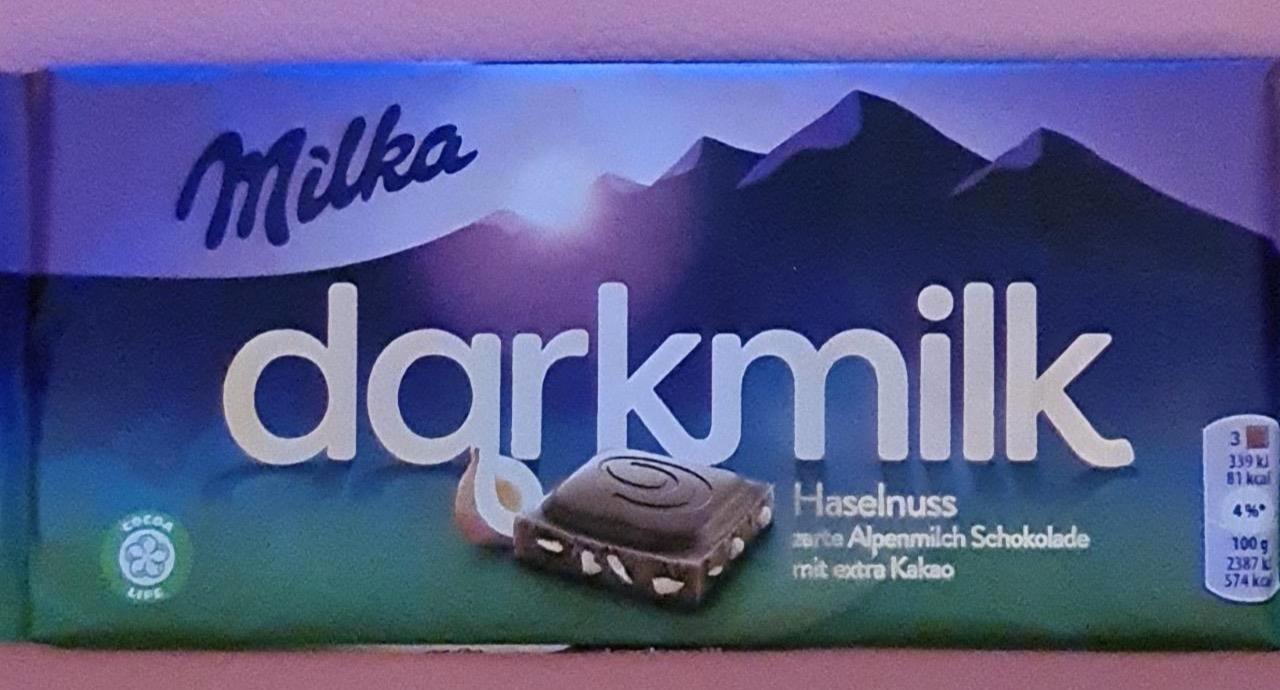 Milka
darkmilk
Haselnuss
zarte Alpenmilch Schokolade
mit extra Kakao
COCOA
LIFE
3
339 kJ
81 kcal
4 %*
100 g
2387 kJ
574 kcal